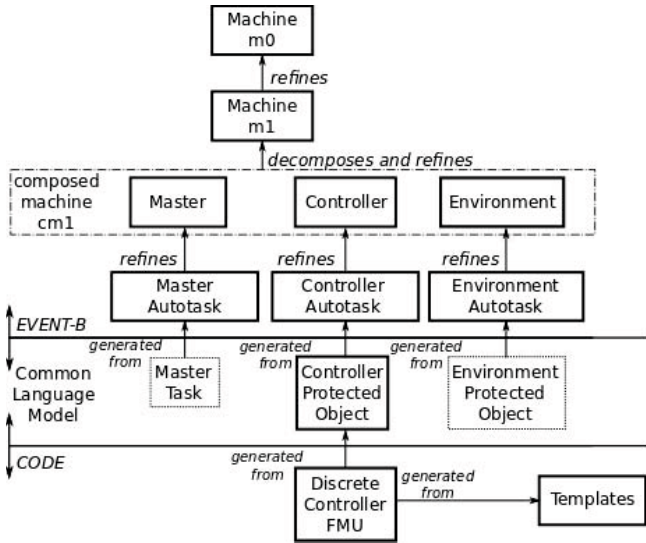 Machine
m0
refines
Machine
m1
decomposes and refines
composed
machine
cm1
Master
Controller
Environment
refines
refines
refines
Master
Autotask
Controller
Autotask
Environment
Autotask
EVENT-B
generated
from
generated
from
generated
from
Common
Language
Model
Master
Task
Controller
Protected
Object
Environment
Protected
Object
CODE
generated
from
Discrete
Controller
FMU
generated
from
Templates